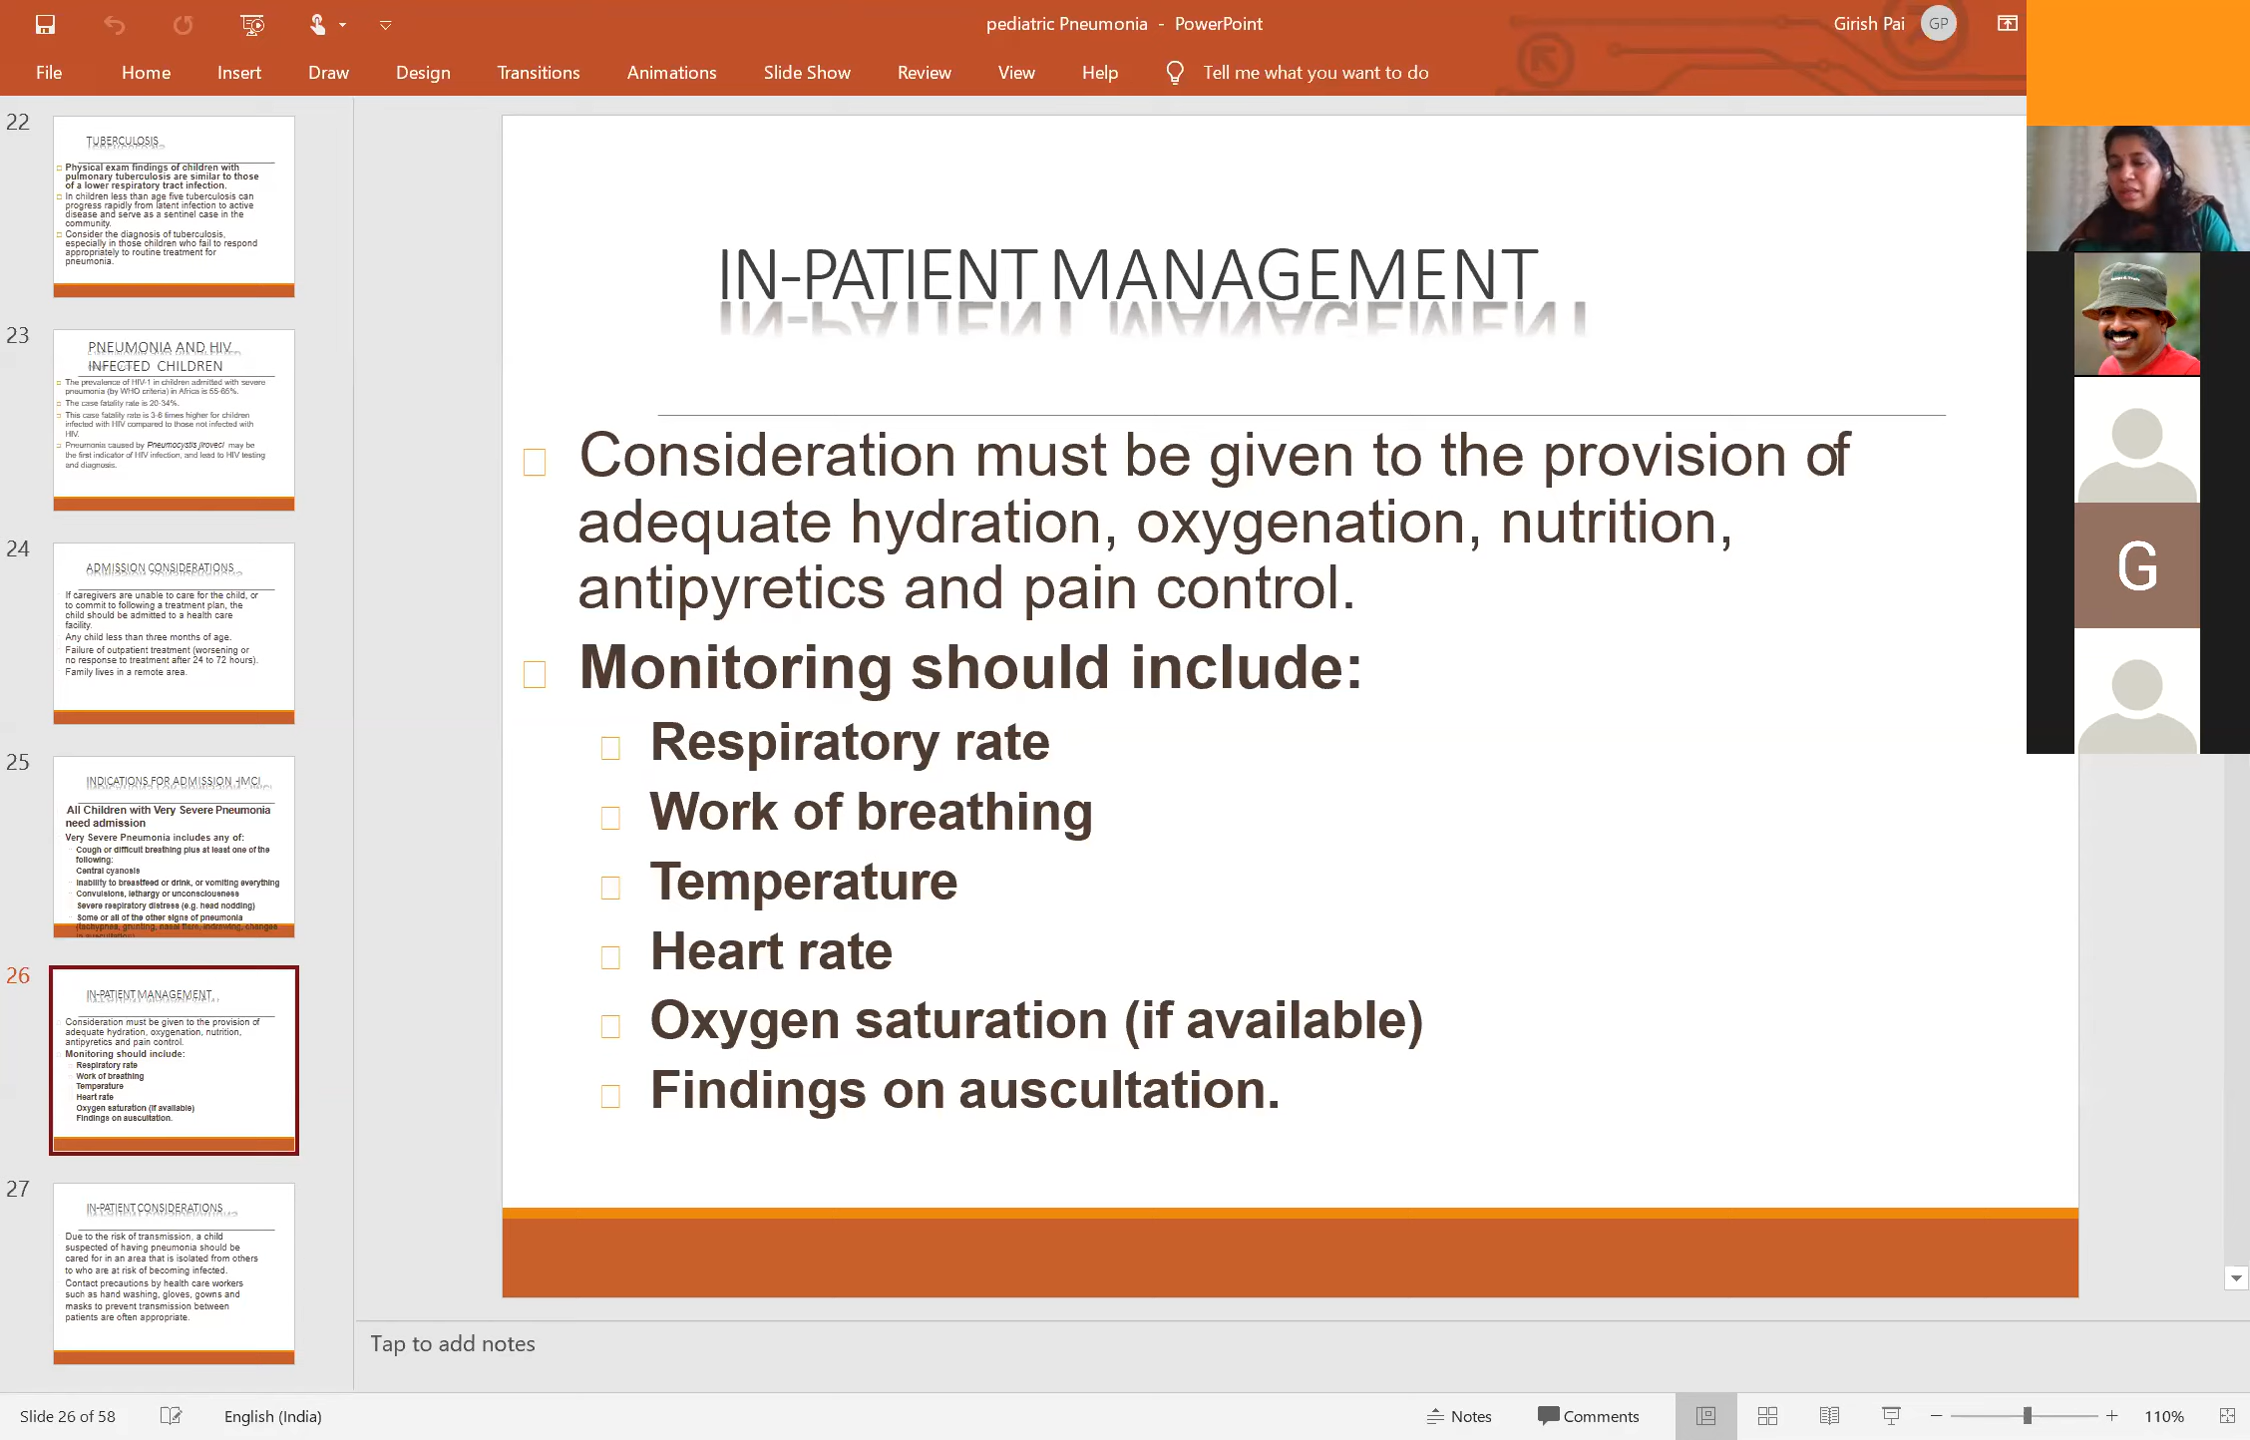 pediatric Pneumonia - PowerPoint
Girish Pai
GP
File
Home
Insert
Draw
Design
Transitions
Animations
Slide Show
Review
View
Help
Tell me what you want to do
22
TUBERCULOSIS
Physical exam findings of children with
pulmonary tuberculosis are similar to those
of a lower respiratory tract infection.
In children less than age five tuberculosis can
progress rapidly from latent infection to active
disease and serve as a sentinel case in the
community.
Consider the diagnosis of tuberculosis,
especially in those children who fail to respond
appropriately to routine treatment for
pneumonia.
23
PNEUMONIA AND HIV
INFECTED CHILDREN
The prevalence of HIV-1 in children admitted with severe
pneumonia (by WHO criteria) in Africa is 55-65%.
The case fatality rate is 20-34%.
This case fatality rate is 3-6 times higher for children
infected with HIV compared to those not infected with
HIV.
Pneumonia caused by Pneumocystis jiroveci may be
the first indicator of HIV infection, and lead to HIV testing
and diagnosis.
24
ADMISSION CONSIDERATIONS
If caregivers are unable to care for the child, or
to commit to following a treatment plan, the
child should be admitted to a health care
facility.
Any child less than three months of age.
Failure of outpatient treatment (worsening or
no response to treatment after 24 to 72 hours).
Family lives in a remote area.
25
INDICATIONS FOR ADMISSION -IMCI
All Children with Very Severe Pneumonia
need admission
Very Severe Pneumonia includes any of:
Cough or difficult breathing plus at least one of the
following:
Central cyanosis
Inability to breastfeed or drink, or vomiting everything
Convulsions, lethargy or unconsciousness
Severe respiratory distress (e.g. head nodding)
Some or all of the other signs of pneumonia
(tachypnea, grunting, nasal flare, indrawing, changes
26
IN-PATIENT MANAGEMENT
Consideration must be given to the provision of
adequate hydration, oxygenation, nutrition,
antipyretics and pain control.
Monitoring should include:
Respiratory rate
Work of breathing
Temperature
Heart rate
Oxygen saturation (if available)
Findings on auscultation.
27
IN-PATIENT CONSIDERATIONS
Due to the risk of transmission, a child
suspected of having pneumonia should be
cared for in an area that is isolated from others
to who are at risk of becoming infected.
Contact precautions by health care workers
such as hand washing, gloves, gowns and
masks to prevent transmission between
patients are often appropriate.
IN-PATIENT MANAGEMENT
Consideration must be given to the provision of
adequate hydration, oxygenation, nutrition,
antipyretics and pain control.
Monitoring should include:
Respiratory rate
Work of breathing
Temperature
Heart rate
Oxygen saturation (if available)
Findings on auscultation.
G
Tap to add notes
Slide 26 of 58
English (India)
Notes
Comments
110%